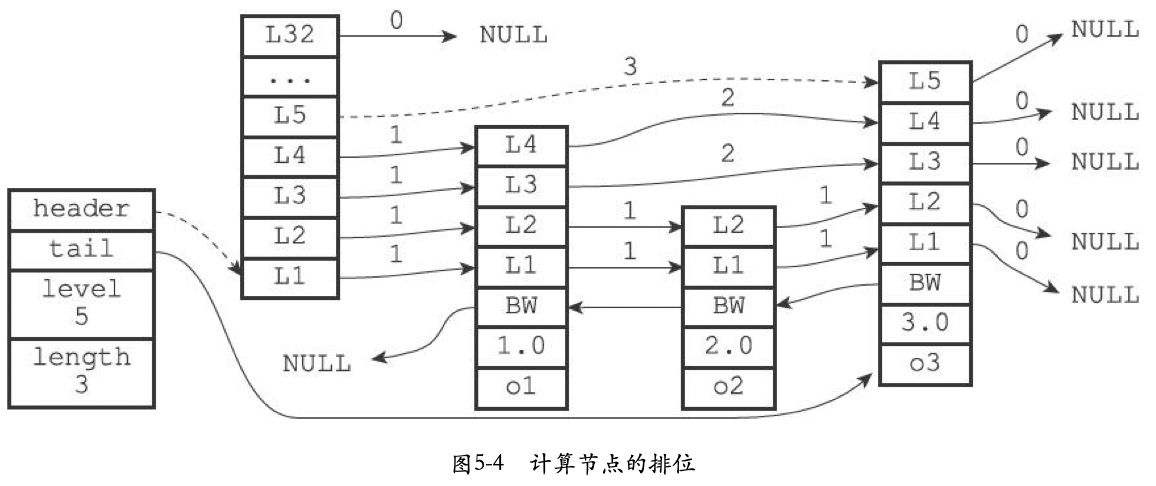 header
tail
level
5
length
3
L32
...
L5
L4
L3
L2
L1
0
NULL
3
1
1
1
1
L4
L3
L2
L1
BW
1.0
o1
NULL
2
2
1
1
L2
L1
BW
2.0
o2
1
1
L5
L4
L3
L2
L1
BW
3.0
o3
0
NULL
0
NULL
0
NULL
0
NULL
0
NULL
图5-4 计算节点的排位